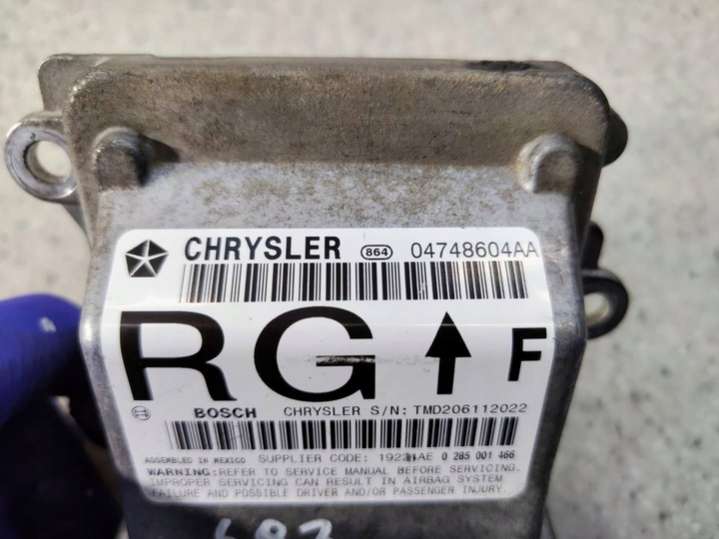 CHRYSLER 864 04748604AA
RG F
BOSCH CHRYSLER S/N: TMD206112022
ASSEMBLED IN MEXICO SUPPLIER CODE: 0 285 001 466
WARNING:REFER TO SERVICE MANUAL BEFORE SERVICING.
IMPROPER SERVICING CAN RESULT IN AIRBAG SYSTEM
FAILURE AND POSSIBLE DRIVER AND/OR PASSENGER INJURY.